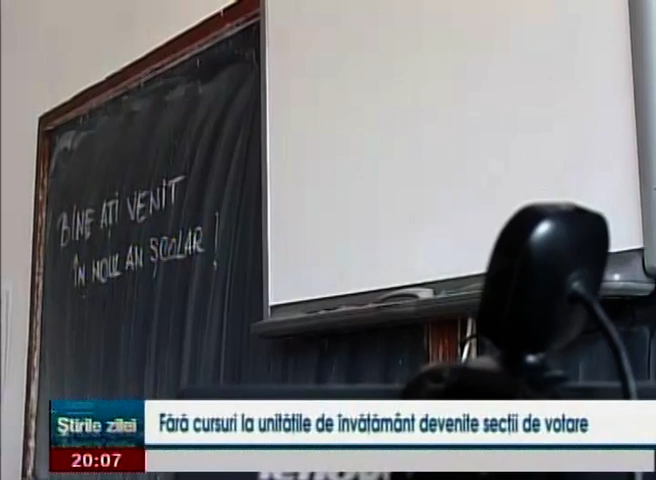 BINE AȚI VENIT
ÎN NOUL AN ȘCOLAR!
Știrile zilei
Fără cursuri la unitățile de învățământ devenite secții de votare
20:07